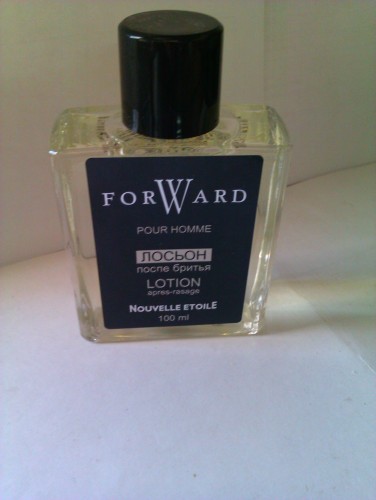 FORWARD
POUR HOMME
ЛОСЬОН
после бритья
LOTION
apres-rasage
NOUVELLE ETOILE
100 ml